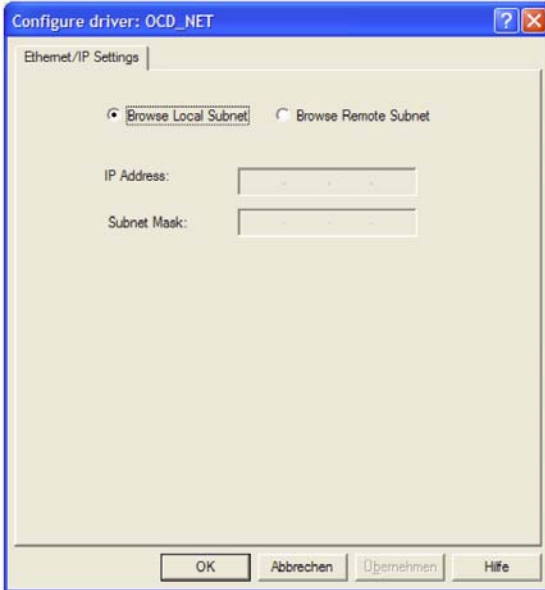 Configure driver: OCD_NET
Ethernet/IP Settings
Browse Local Subnet Browse Remote Subnet
IP Address:
Subnet Mask:
OK Abbrechen Übernehmen Hilfe